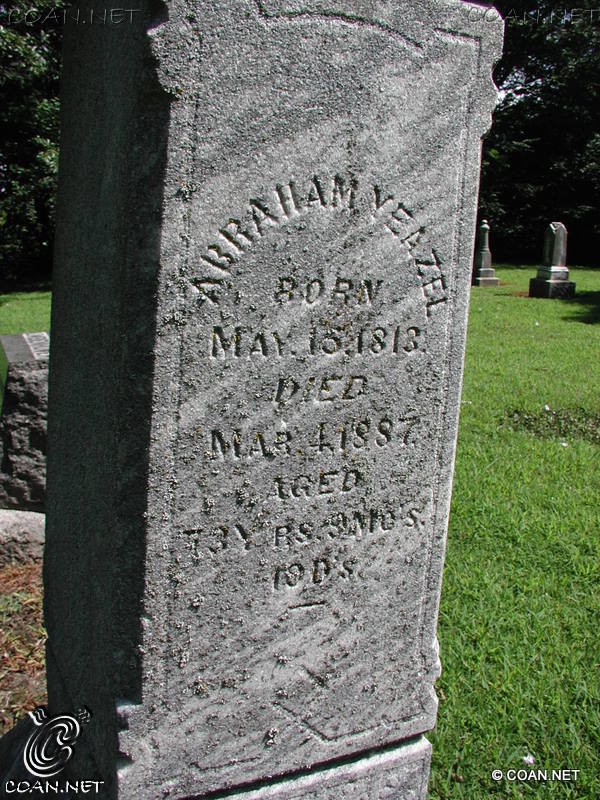 COAN.NET COAN.NET
ABRAHAM YEAZEL
BORN
MAY. 13,1813.
DIED
MAR. 4,1887.
AGED
73 YRS. 9 MO's.
19 D's.
COAN.NET
© COAN.NET